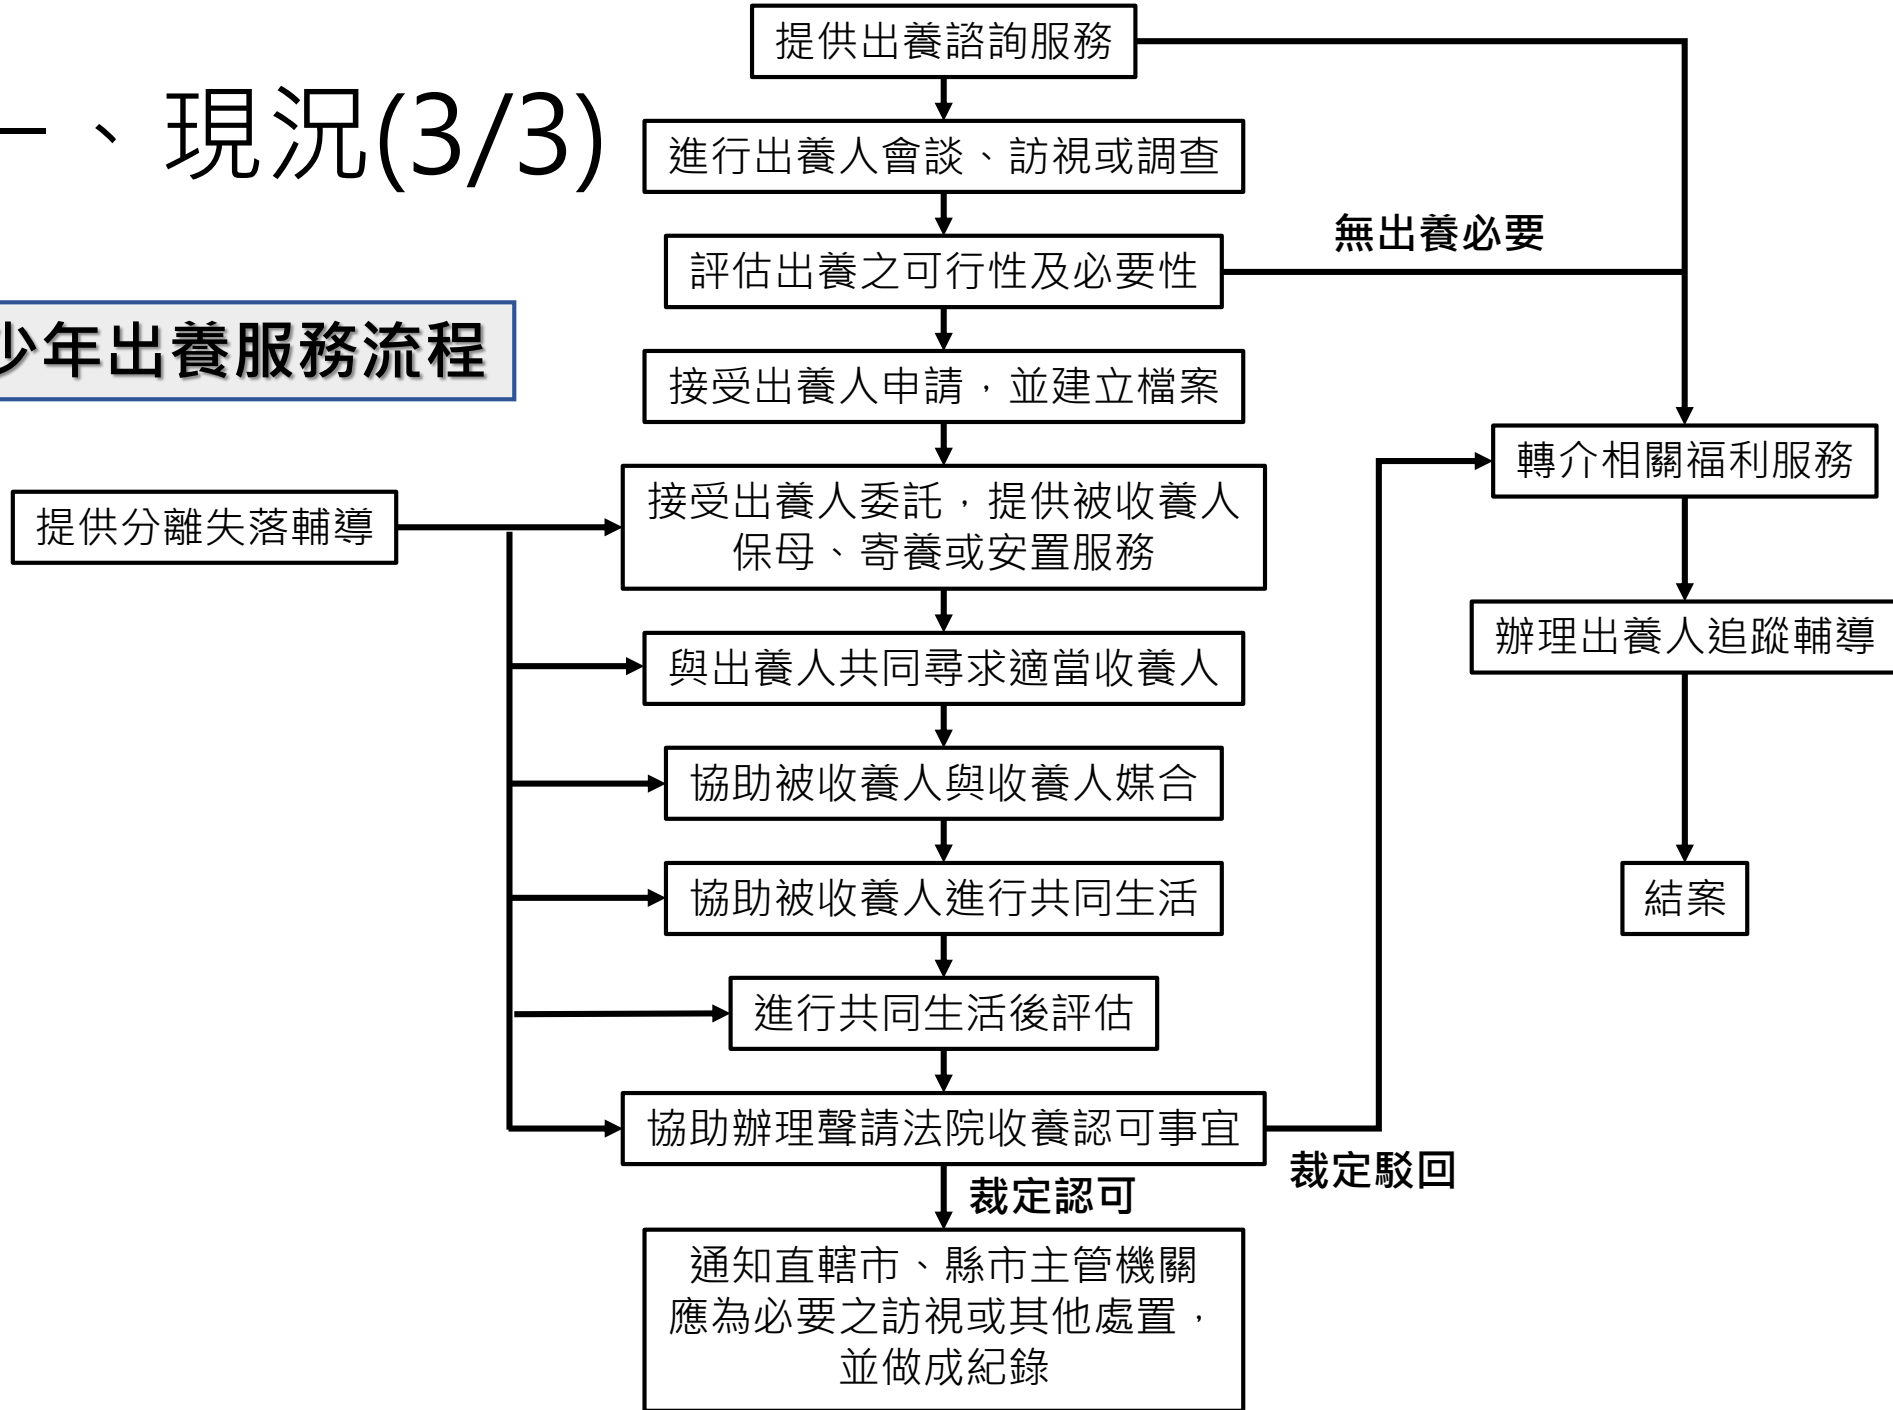 一、現況(3/3)
少年出養服務流程
提供出養諮詢服務
進行出養人會談、訪視或調查
評估出養之可行性及必要性
無出養必要
接受出養人申請，並建立檔案
提供分離失落輔導
接受出養人委託，提供被收養人
保母、寄養或安置服務
與出養人共同尋求適當收養人
協助被收養人與收養人媒合
協助被收養人進行共同生活
進行共同生活後評估
協助辦理聲請法院收養認可事宜
裁定認可
裁定駁回
通知直轄市、縣市主管機關
應為必要之訪視或其他處置，
並做成紀錄
轉介相關福利服務
辦理出養人追蹤輔導
結案